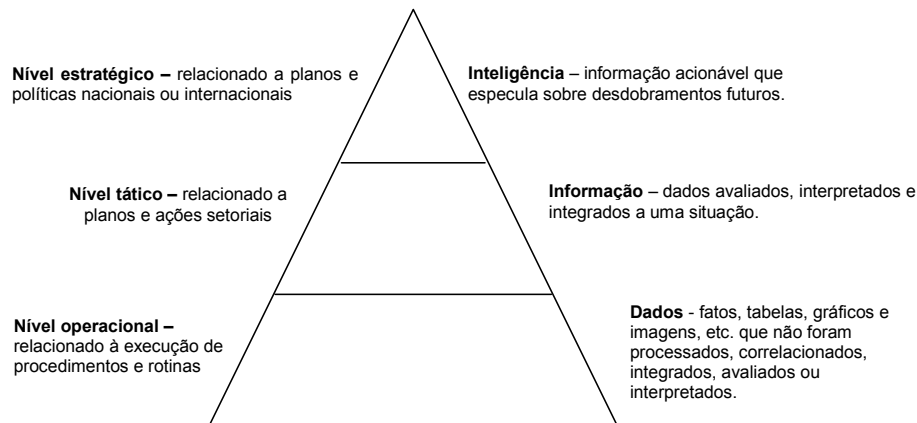 Nível estratégico – relacionado a planos e
políticas nacionais ou internacionais
Inteligência – informação acionável que
especula sobre desdobramentos futuros.
Nível tático – relacionado a
planos e ações setoriais
Informação – dados avaliados, interpretados e
integrados a uma situação.
Nível operacional –
relacionado à execução de
procedimentos e rotinas
Dados - fatos, tabelas, gráficos e
imagens, etc. que não foram
processados, correlacionados,
integrados, avaliados ou
interpretados.